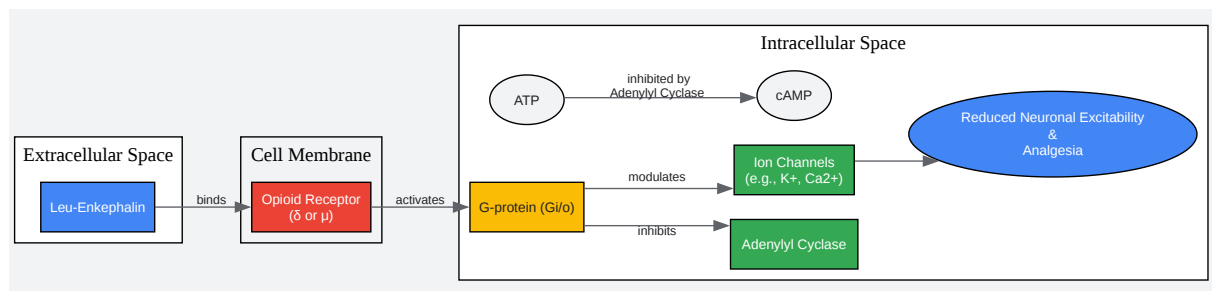 Intracellular Space
inhibited by
Adenylyl Cyclase
ATP
cAMP
Reduced Neuronal Excitability
&
Analgesia
Extracellular Space
Cell Membrane
Ion Channels
(e.g., K+, Ca2+)
modulates
Leu-Enkephalin
binds
Opioid Receptor
(δ or μ)
activates
G-protein (Gi/o)
inhibits
Adenylyl Cyclase